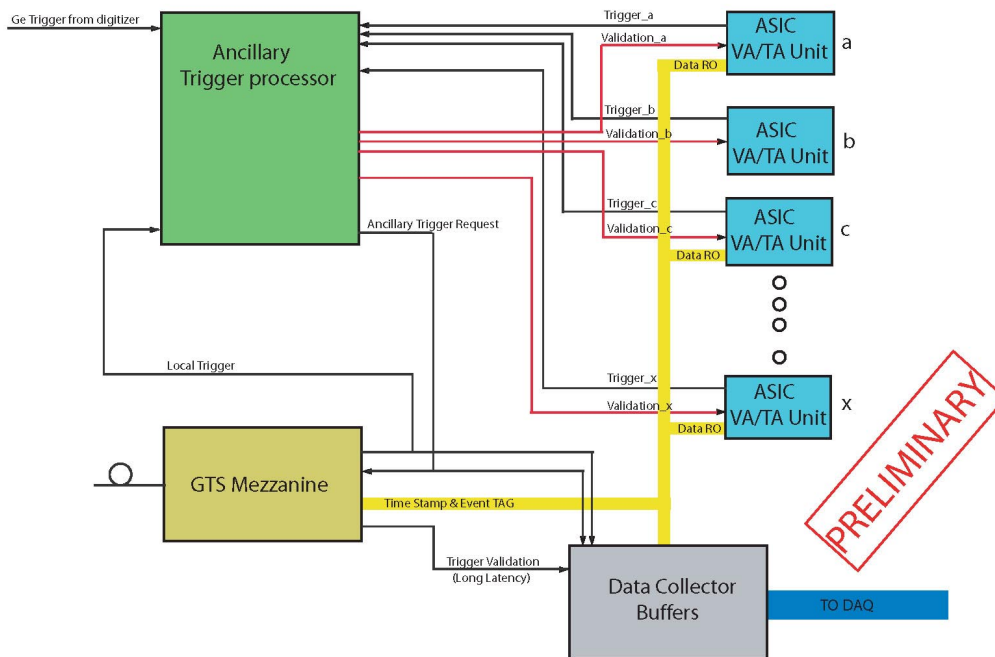 Ge Trigger from digitizer
Ancillary
Trigger processor
Trigger_a
Validation_a
Data RO
ASIC
VA/TA Unit
a
Trigger_b
Validation_b
ASIC
VA/TA Unit
b
Trigger_c
Validation_c
Data RO
ASIC
VA/TA Unit
c
Ancillary Trigger Request
Local Trigger
Trigger_x
Validation_x
Data RO
ASIC
VA/TA Unit
x
PRELIMINARY
GTS Mezzanine
Time Stamp & Event TAG
Trigger Validation
(Long Latency)
Data Collector
Buffers
TO DAQ